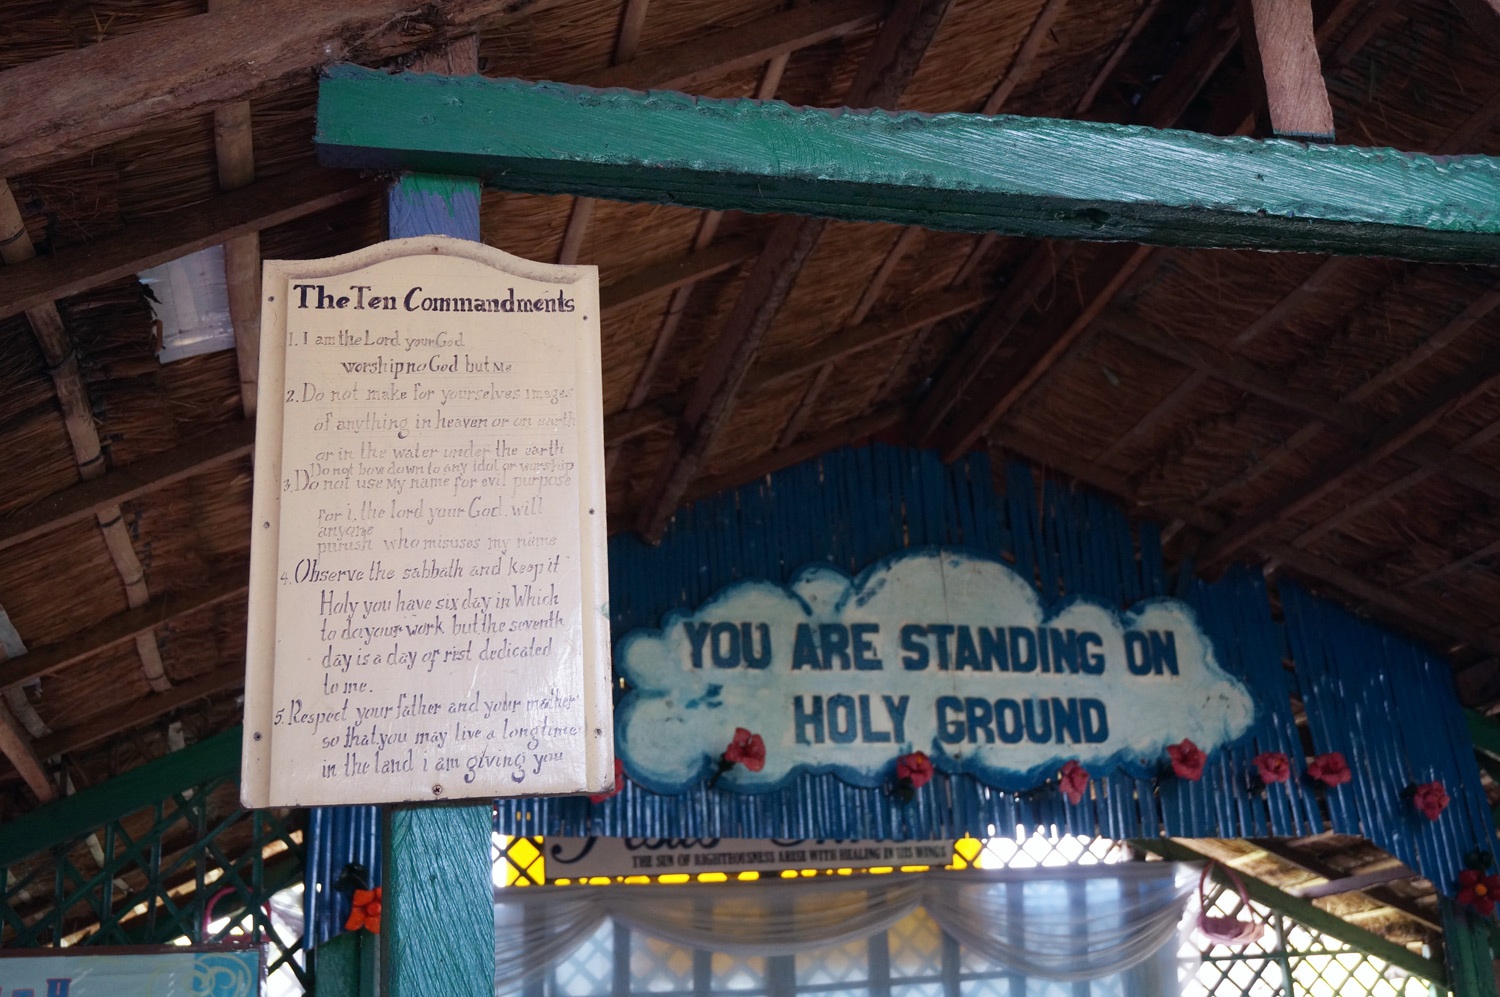 The Ten Commandments
1. I am the Lord your God
worship no God but Me
2. Do not make for yourselves images
of anything in heaven or on earth
or in the water under the earth
Do not bow down to any idol or worship
3. Do not use My name for evil purpose
for i, the lord your God, will
anyone
punish who misuses my name
4. Observe the sabbath and keep it
Holy you have six day in Which
to do your work but the seventh
day is a day of rest dedicated
to me.
5. Respect your father and your mother
so that you may live a long time
in the land i am giving you
YOU ARE STANDING ON
HOLY GROUND
THE SUN OF RIGHTHOUSNESS ARISE WITH HEALING IN HIS WINGS